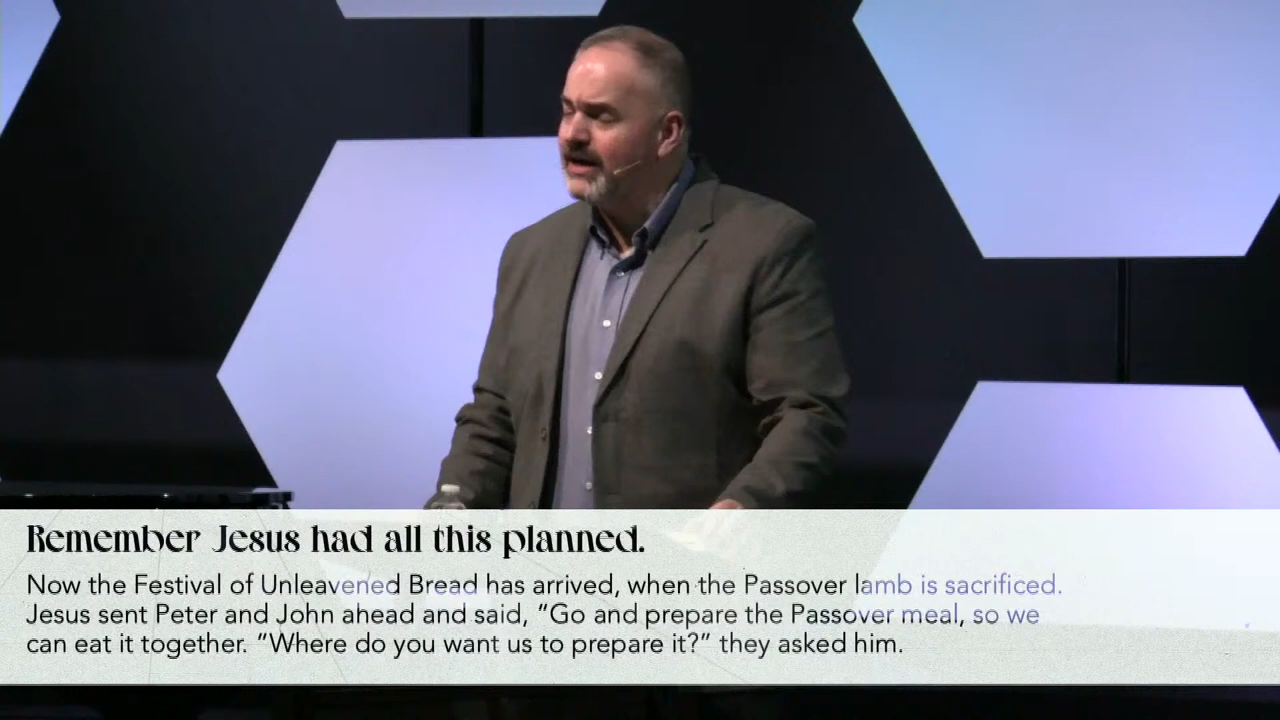 Remember Jesus had all this planned.
Now the Festival of Unleavened Bread has arrived, when the Passover lamb is sacrificed.
Jesus sent Peter and John ahead and said, “Go and prepare the Passover meal, so we
can eat it together. “Where do you want us to prepare it?” they asked him.